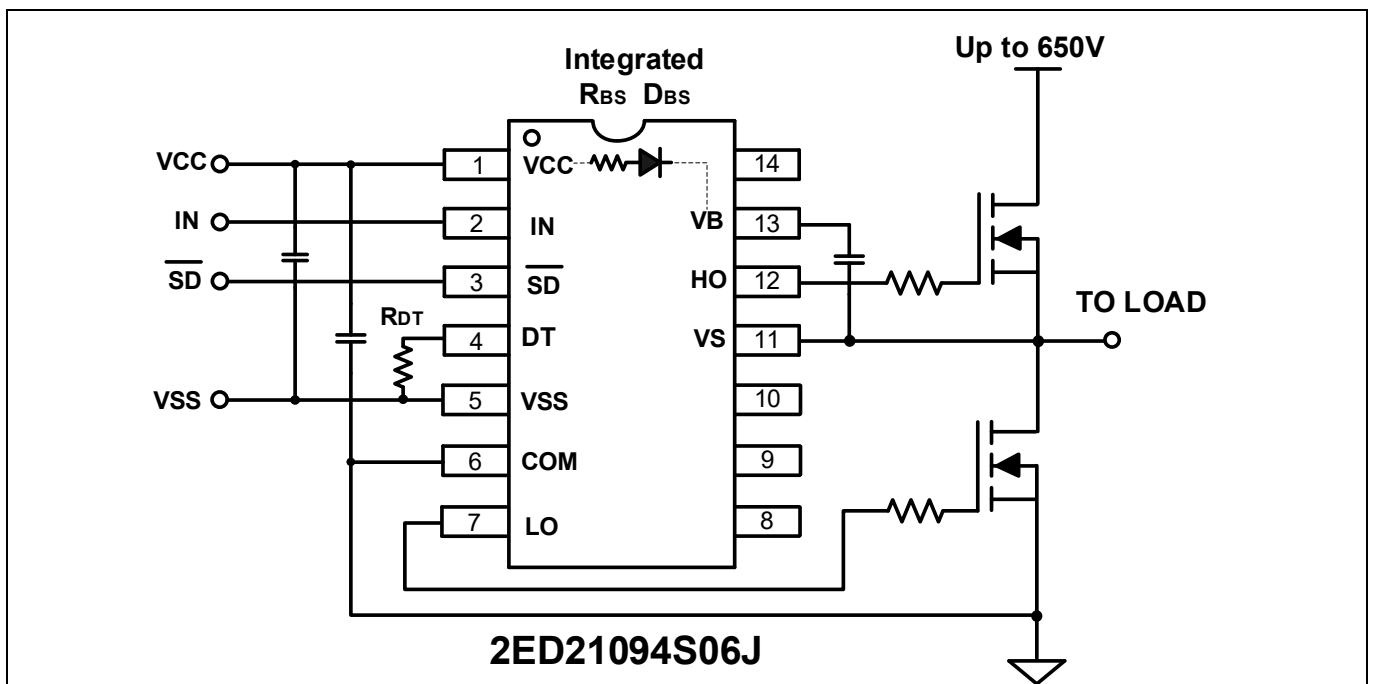 Up to 650V
Integrated
RBS DBS
VCC
1
VCC
14
IN
2
IN
VB
13
SD
3
SD
HO
12
TO LOAD
RDT
4
DT
VS
11
VSS
5
VSS
10
6
COM
9
7
LO
8
2ED21094S06J